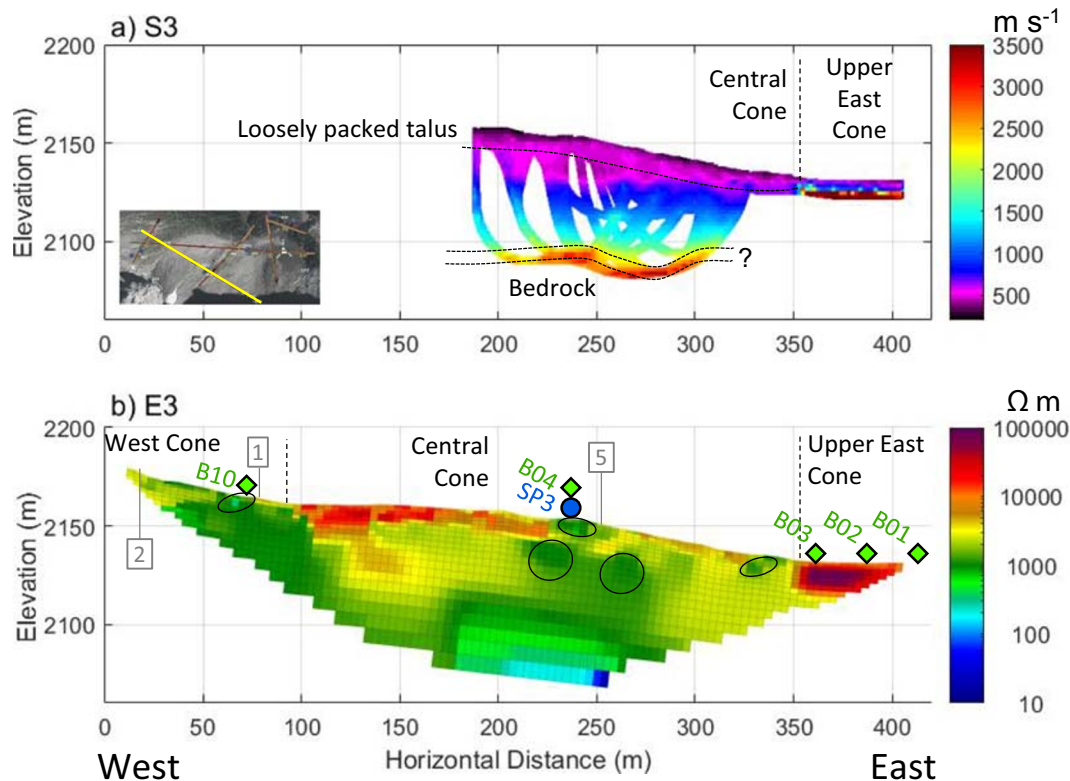 a) S3
m s⁻¹
2200
2150
2100
Elevation (m)
Loosely packed talus
Central
Cone
Upper
East
Cone
Bedrock
?
0
50
100
150
200
250
300
350
400
3500
3000
2500
2000
1500
1000
500
b) E3
Ω m
2200
2150
2100
Elevation (m)
West Cone
Central
Cone
Upper East
Cone
B10
1
2
B04
SP3
5
B03
B02
B01
0
50
100
150
200
250
300
350
400
100000
10000
1000
100
10
West
Horizontal Distance (m)
East